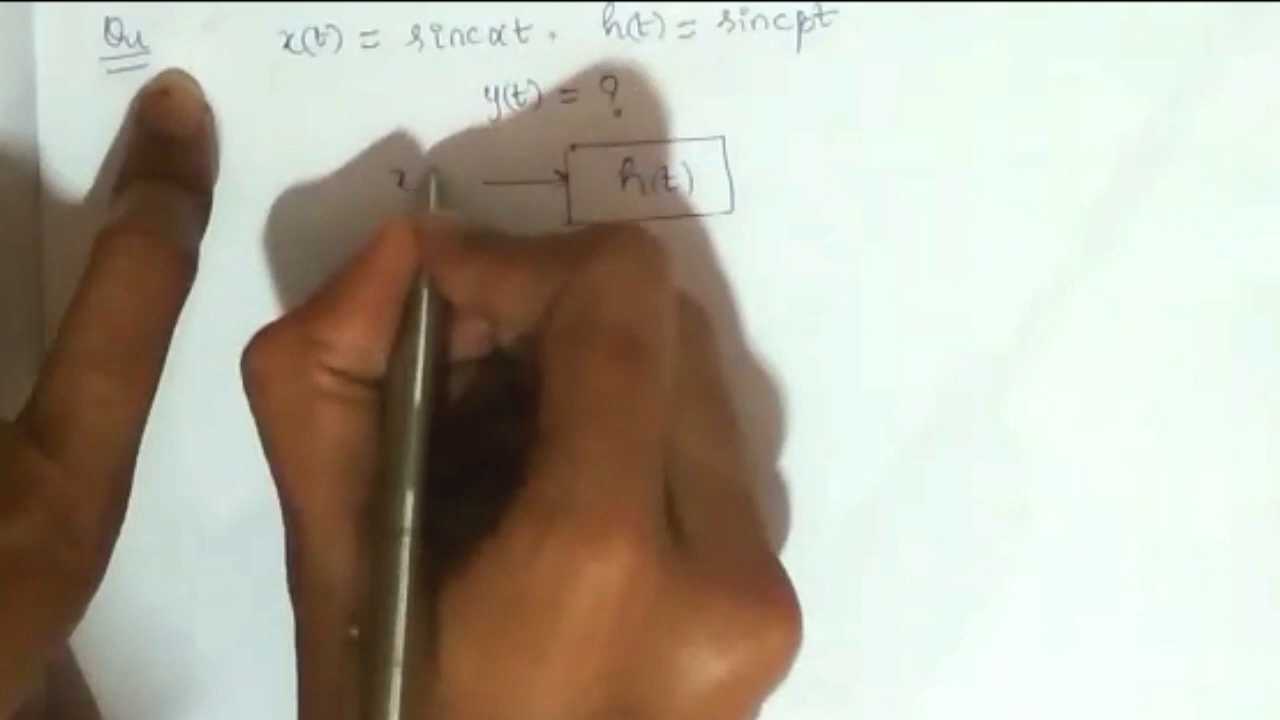 Qu x(t) = sincαt. h(t) = sincβt
y(t) = ?
x h(t)